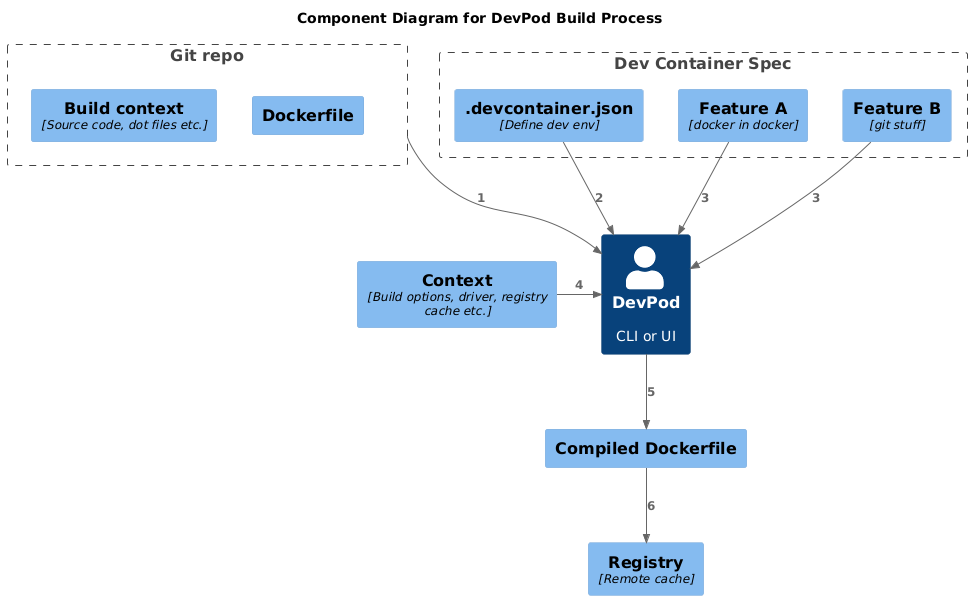 Component Diagram for DevPod Build Process
Git repo
Build context
[Source code, dot files etc.]
Dockerfile
Dev Container Spec
.devcontainer.json
[Define dev env]
Feature A
[docker in docker]
Feature B
[git stuff]
1
2
3
3
Context
[Build options, driver, registry
cache etc.]
4
DevPod
CLI or UI
5
Compiled Dockerfile
6
Registry
[Remote cache]